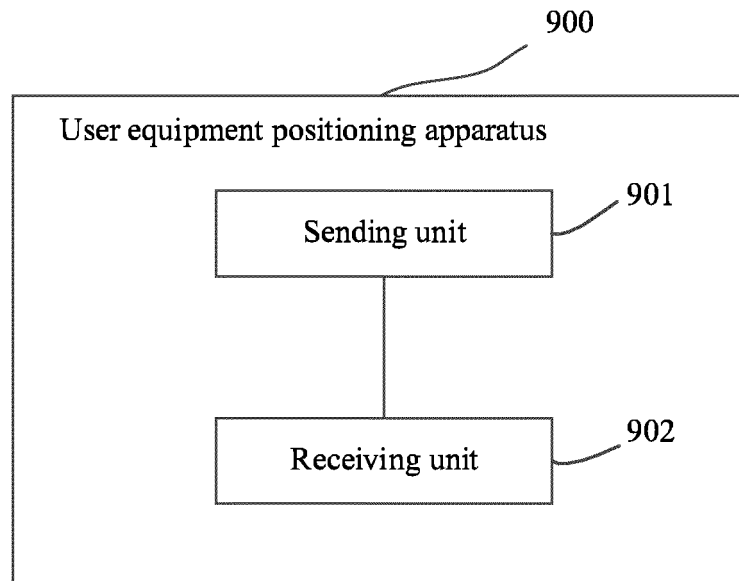 900
User equipment positioning apparatus
901
Sending unit
902
Receiving unit